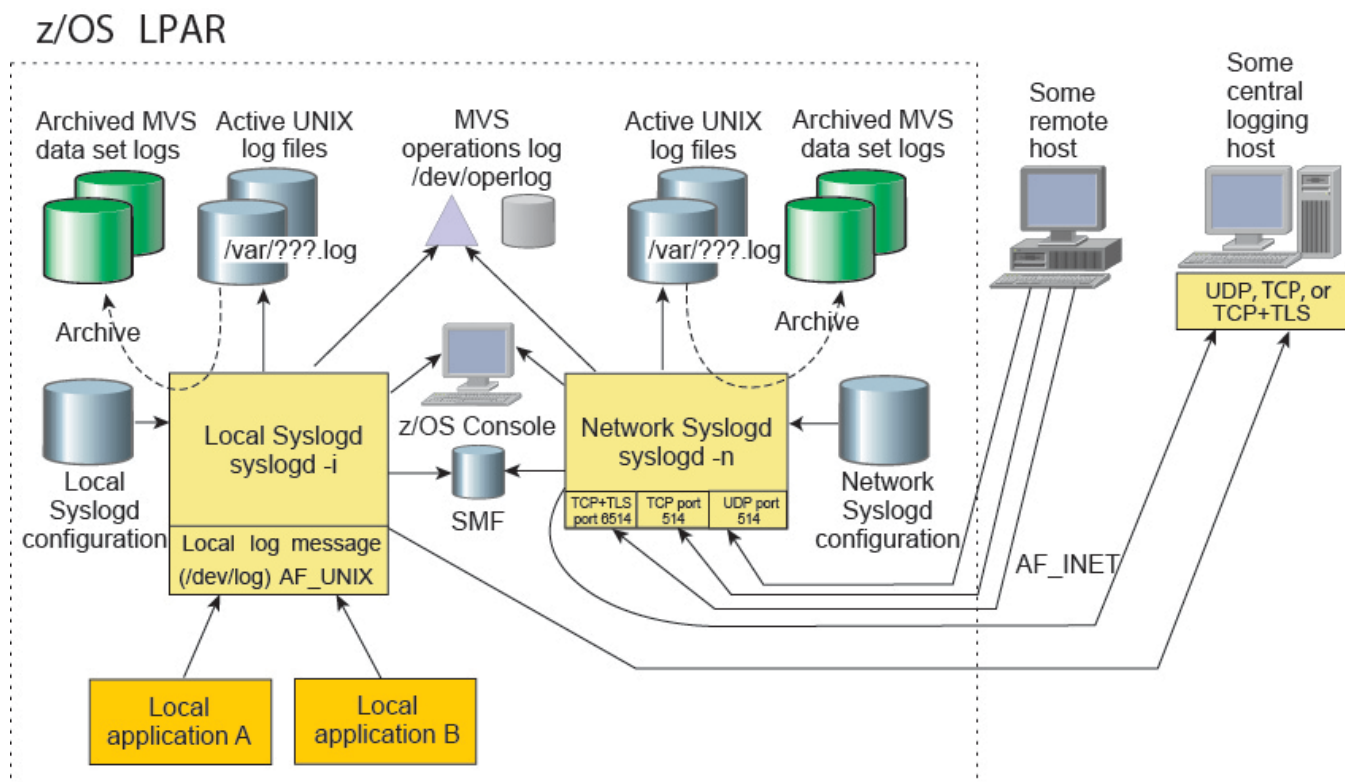 z/OS LPAR
Archived MVS
data set logs
Active UNIX
log files
MVS
operations log
/dev/operlog
Active UNIX
log files
Archived MVS
data set logs
Some
remote
host
Some
central
logging
host
/var/???.log
/var/???.log
UDP, TCP, or
TCP+TLS
Archive
Archive
Local Syslogd
syslogd -i
z/OS Console
Network Syslogd
syslogd -n
Local
Syslogd
configuration
SMF
TCP+TLS
port 6514
TCP port
514
UDP port
514
Network
Syslogd
configuration
Local log message
(/dev/log) AF_UNIX
AF_INET
Local
application A
Local
application B